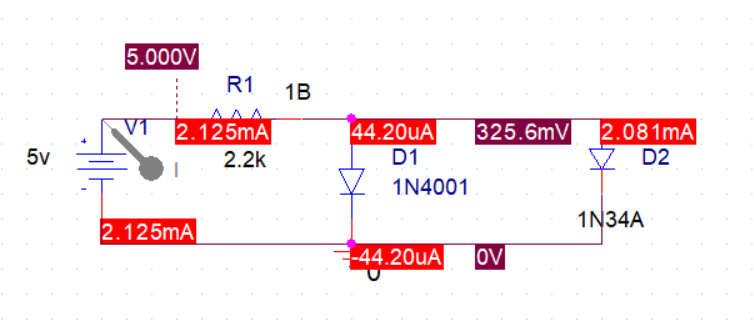 5.000V
R1
1B
V1
2.125mA
44.20uA
325.6mV
2.081mA
5v
+
I
2.2k
D1
D2
1N4001
-
1N34A
2.125mA
-44.20uA
0V
0